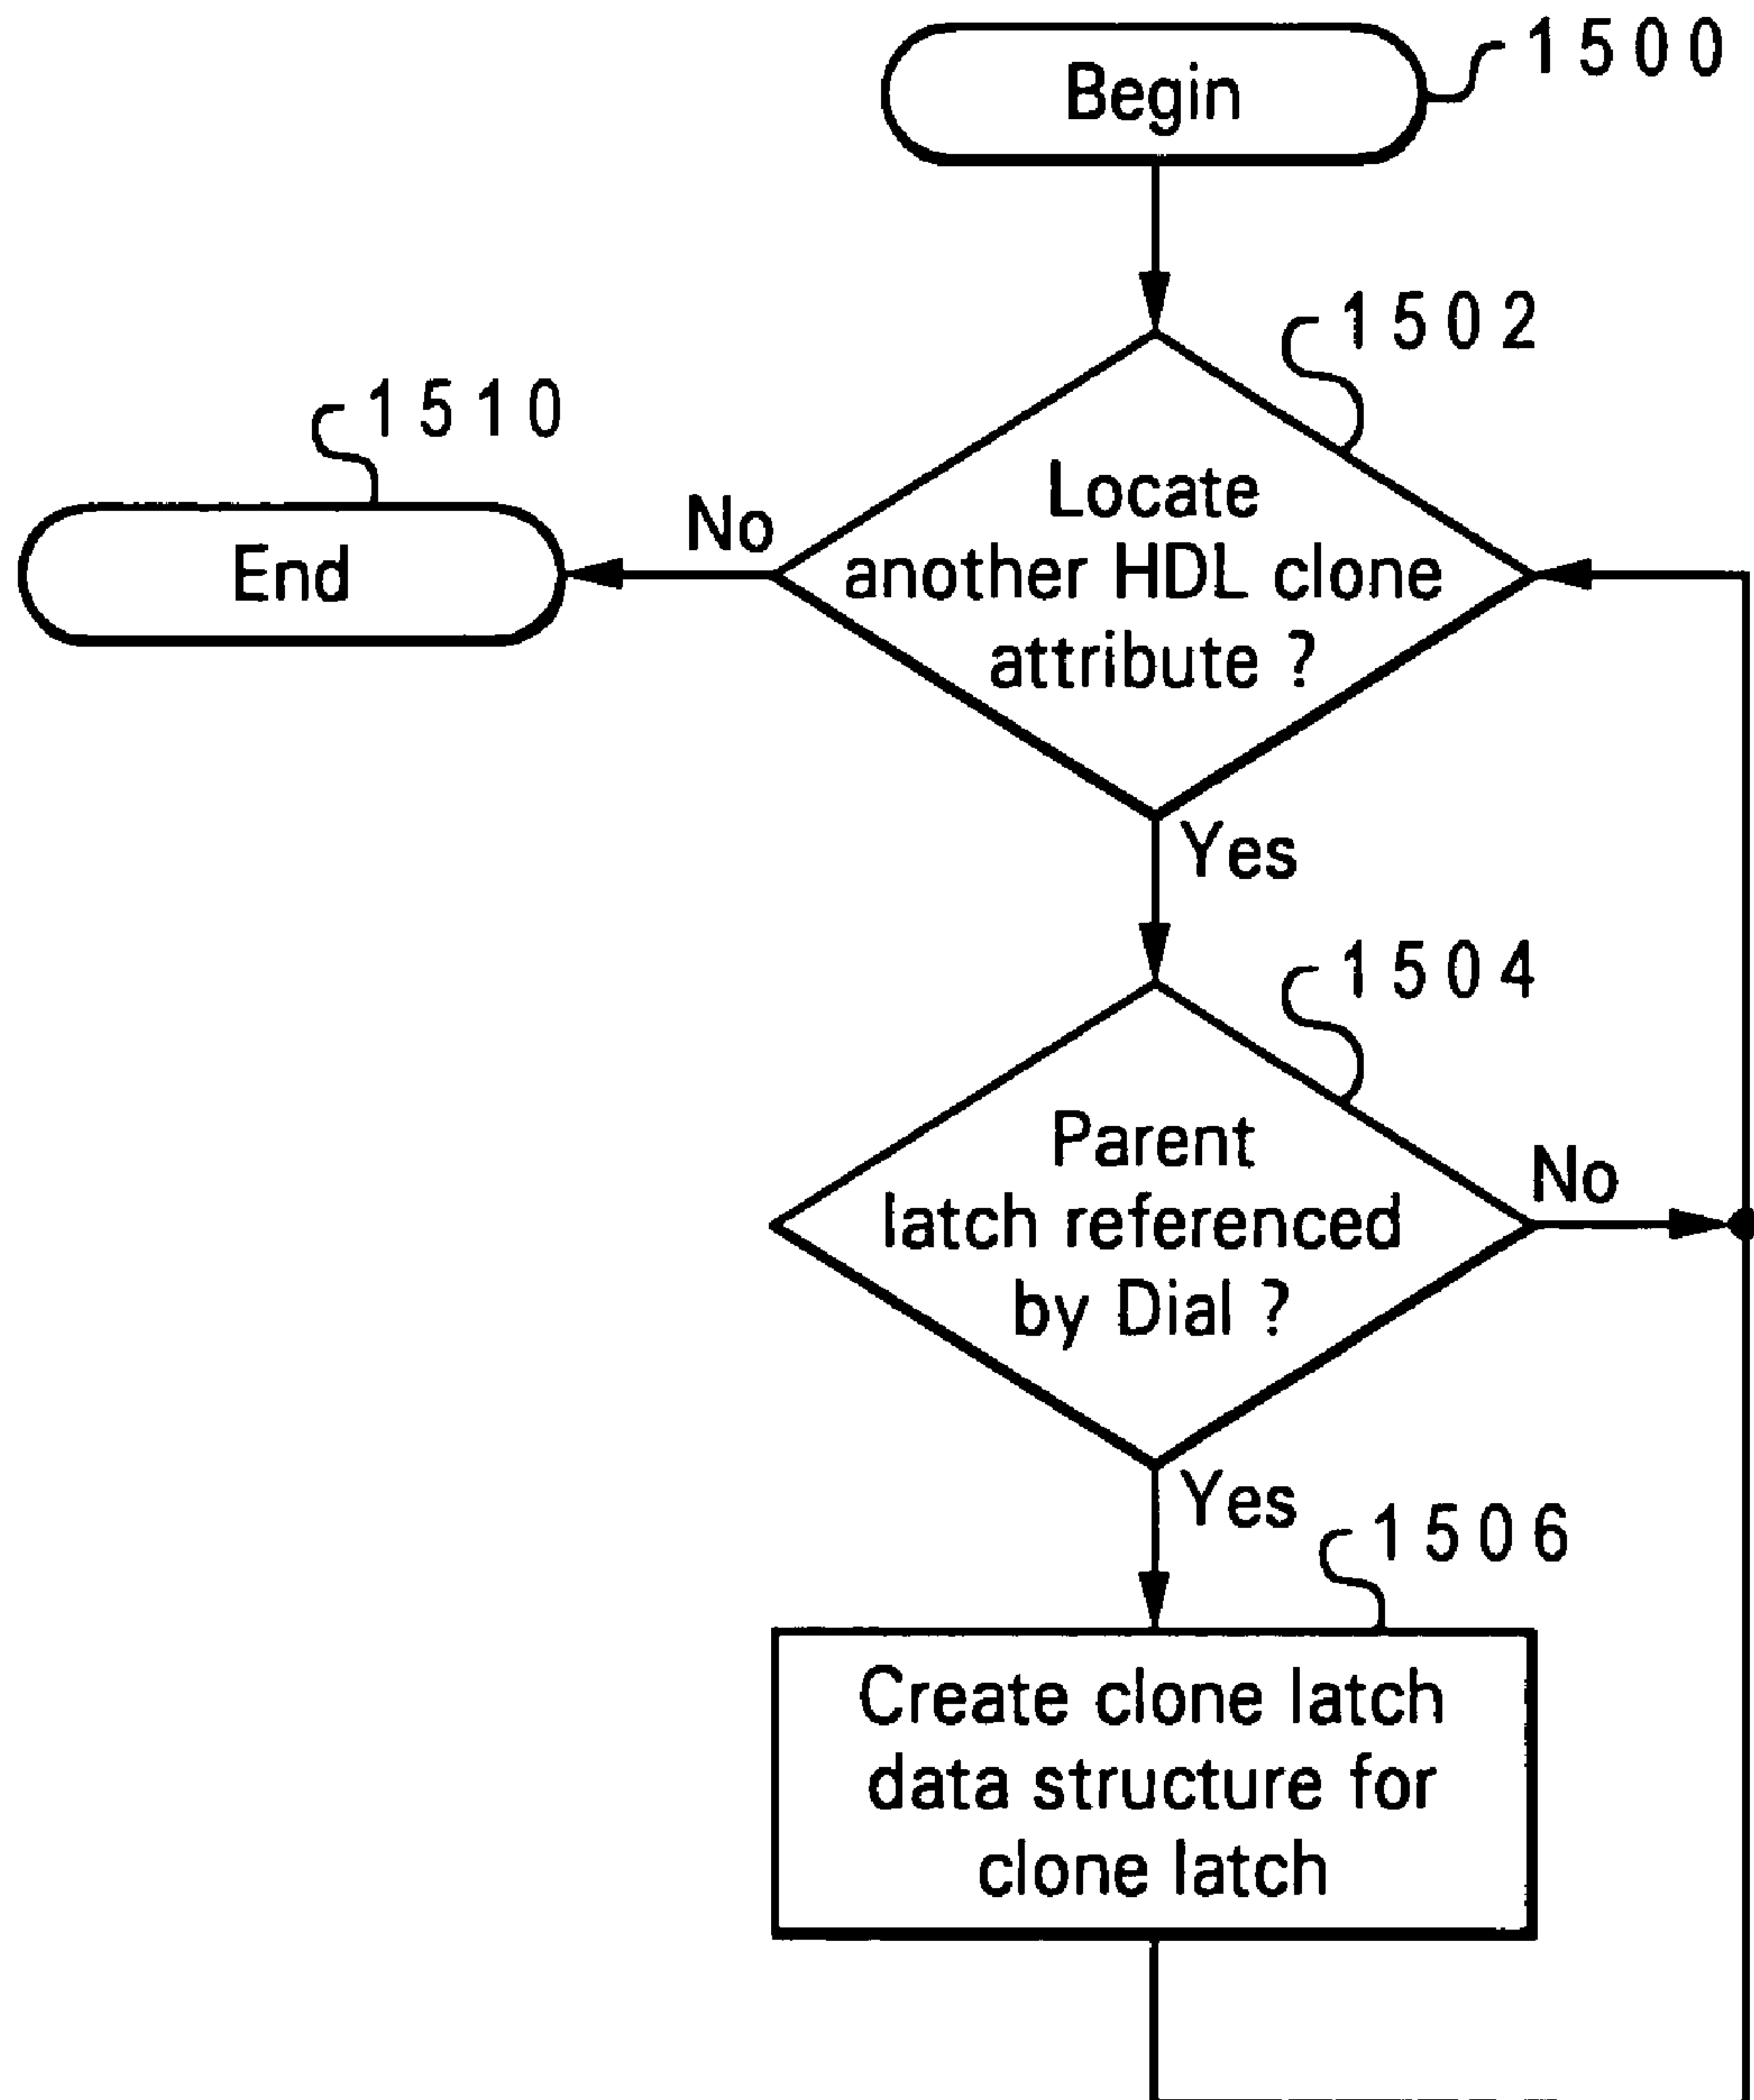 Begin
1500
1502
1510
Locate
another HDL clone
attribute ?
No
End
Yes
1504
Parent
latch referenced
by Dial ?
No
Yes
1506
Create clone latch
data structure for
clone latch